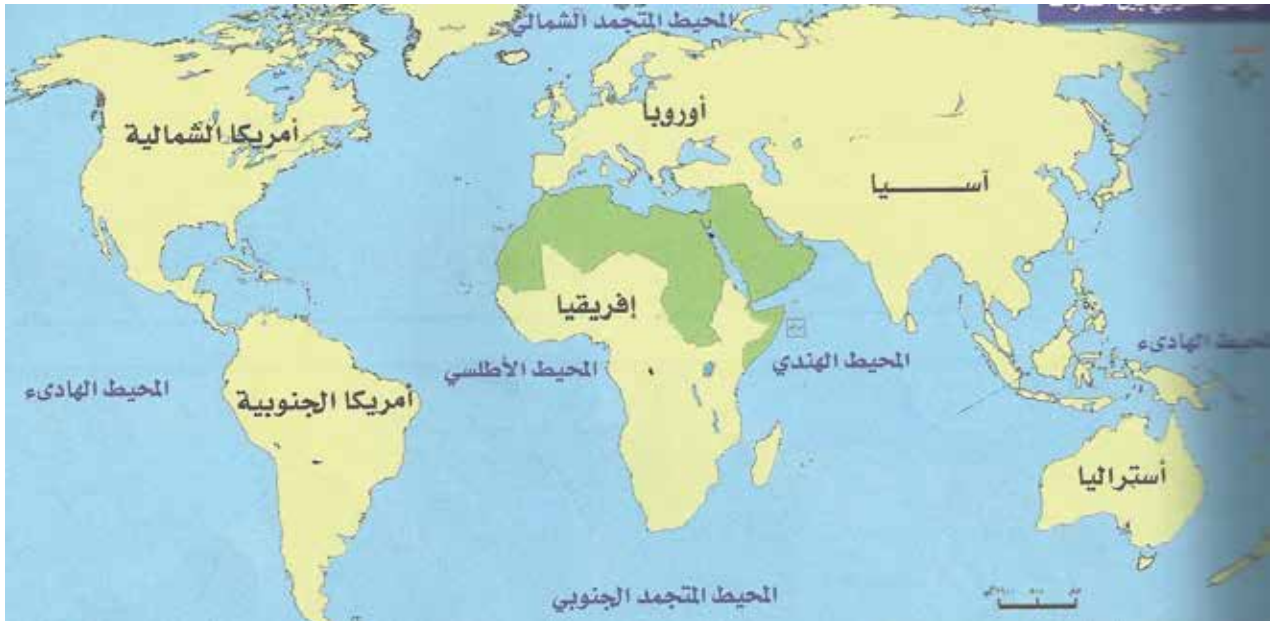 المحيط المتجمد الشمالي
أوروبا
أمريكا الشمالية
آســـــيا
إفريقيا
المحيط الهادىء
المحيط الهندي
المحيط الأطلسي
المحيط الهادىء
أمريكا الجنوبية
أستراليا
المحيط المتجمد الجنوبي